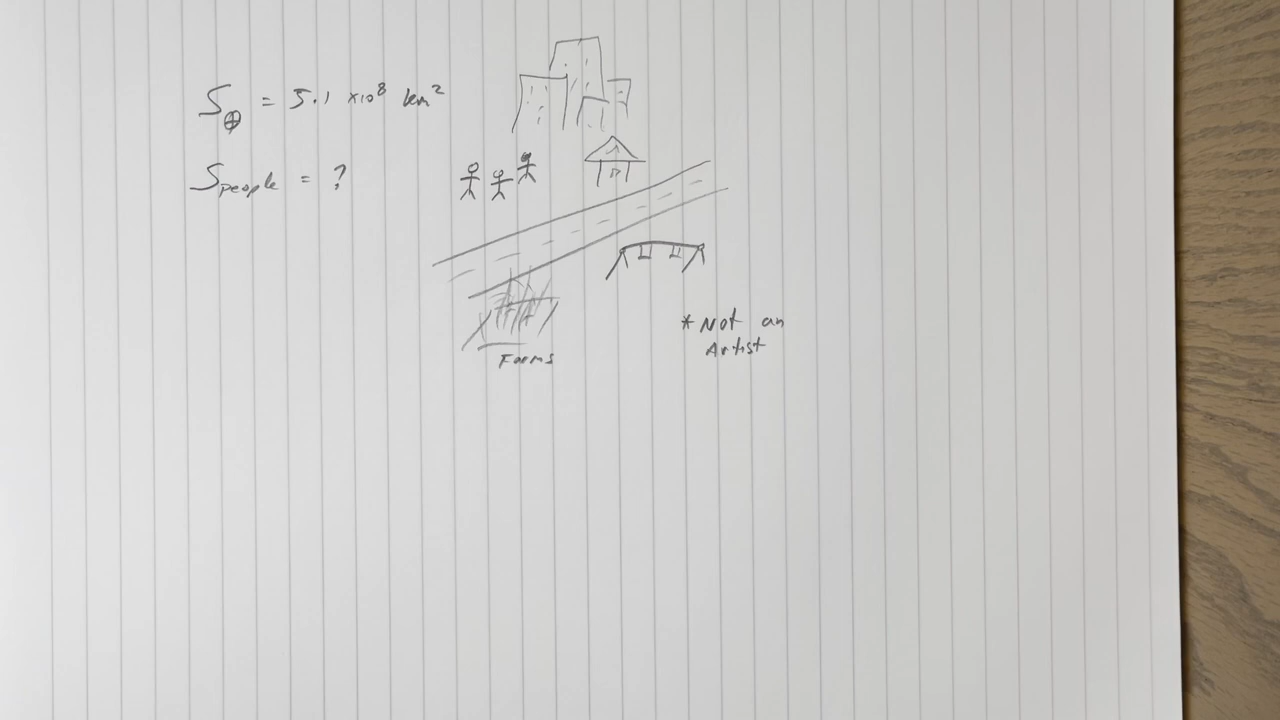 S⊕ = 5.1 ×10⁸ km²
Speople = ?
Farms
* Not an
Artist